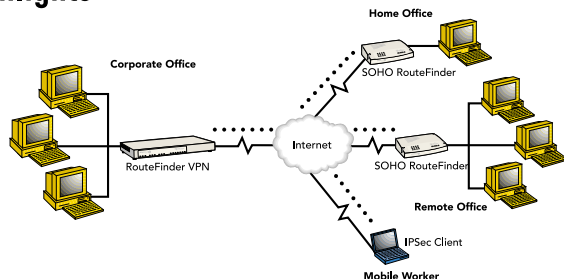 Home Office
Corporate Office
SOHO RouteFinder
Internet
RouteFinder VPN
SOHO RouteFinder
Remote Office
IPSec Client
Mobile Worker